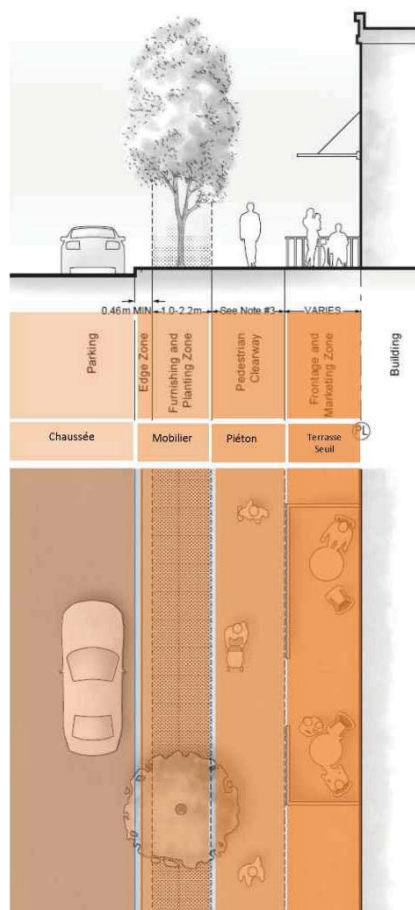 0.46m MIN
1.0-2.2m
See Note #3
VARIES
Parking
Edge Zone
Furnishing and
Planting Zone
Pedestrian
Clearway
Frontage and
Marketing Zone
Building
PL
Chaussée
Mobilier
Piéton
Terrasse
Seuil